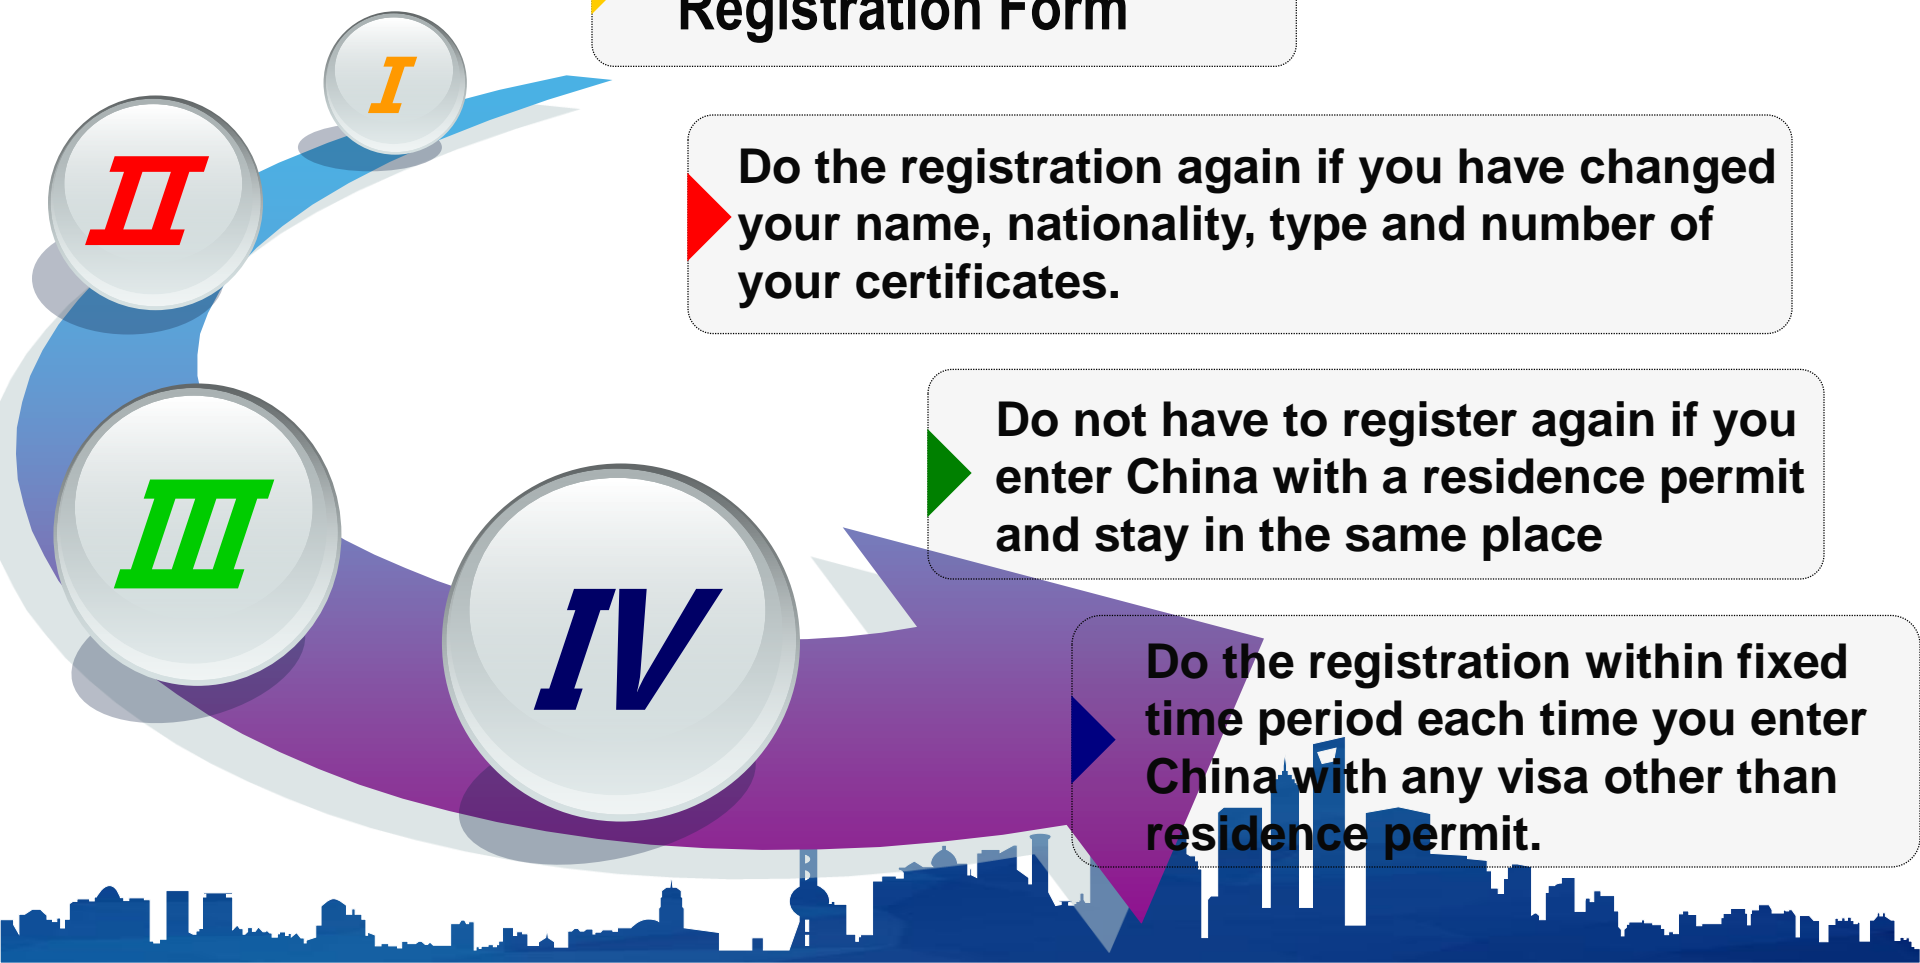 Registration Form
I
II
Do the registration again if you have changed
your name, nationality, type and number of
your certificates.
III
Do not have to register again if you
enter China with a residence permit
and stay in the same place
IV
Do the registration within fixed
time period each time you enter
China with any visa other than
residence permit.